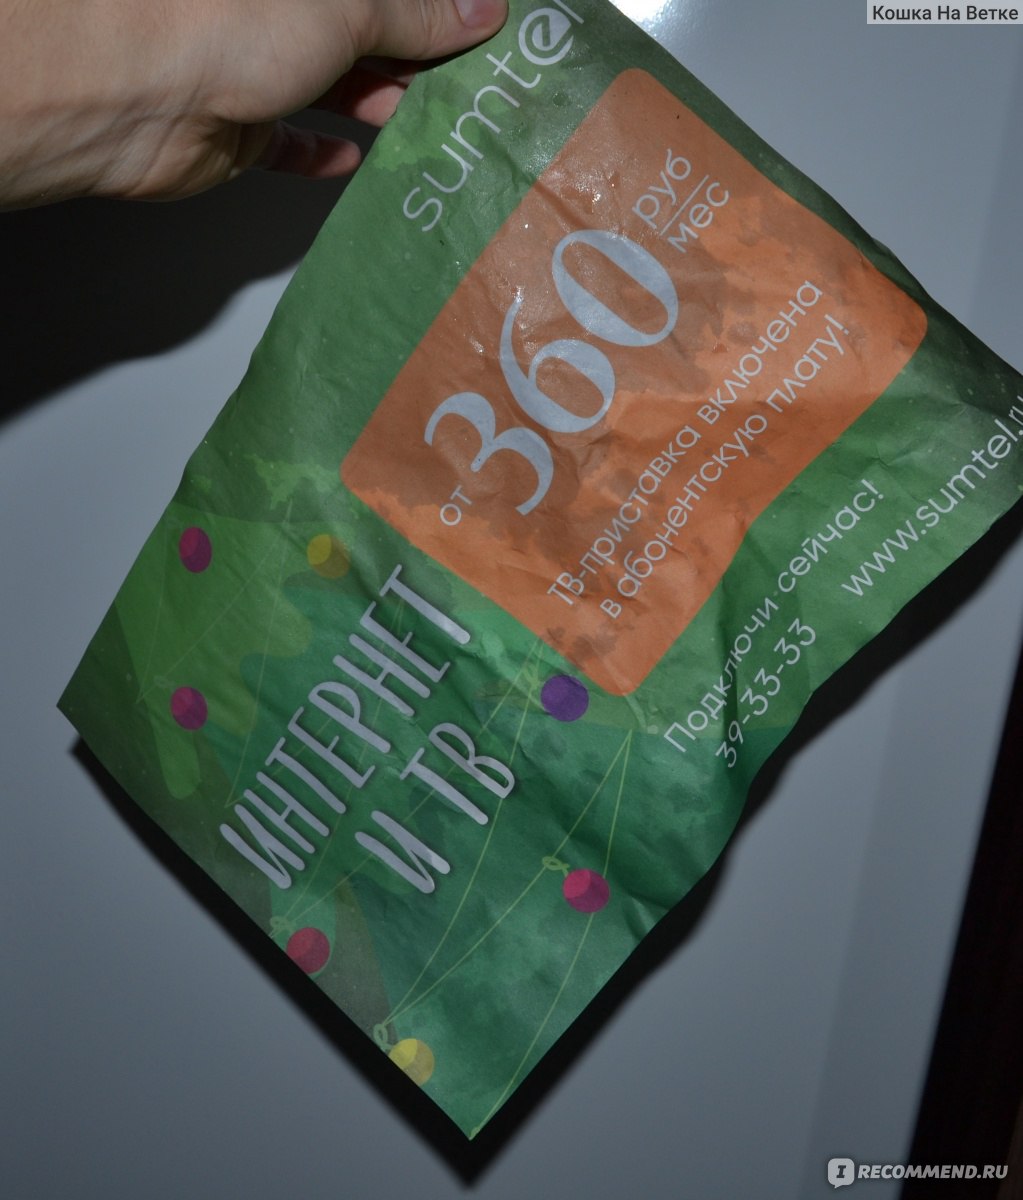 Кошка На Ветке
sumtel
ИНТЕРНЕТ
И ТВ
от 360 руб
мес
ТВ-приставка включена
в абонентскую плату!
Подключи сейчас!
39-33-33
www.sumtel.ru
I RECOMMEND.RU